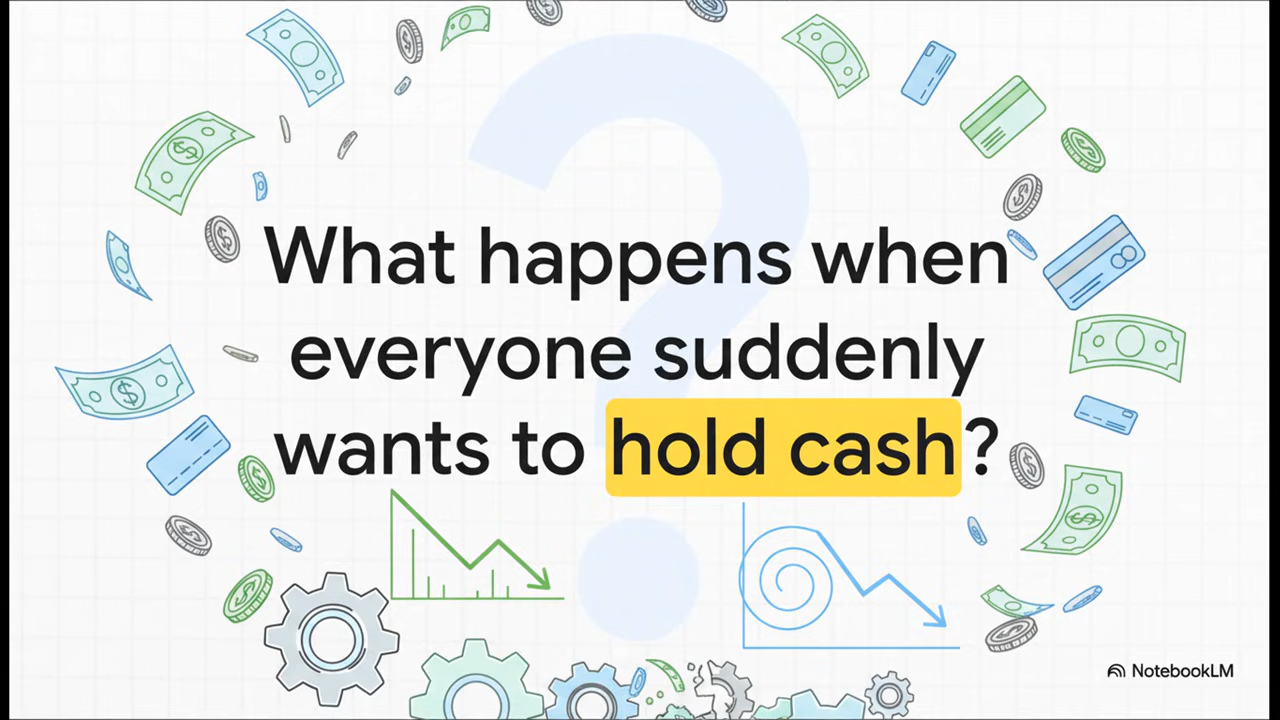 What happens when
everyone suddenly
wants to hold cash?
NotebookLM